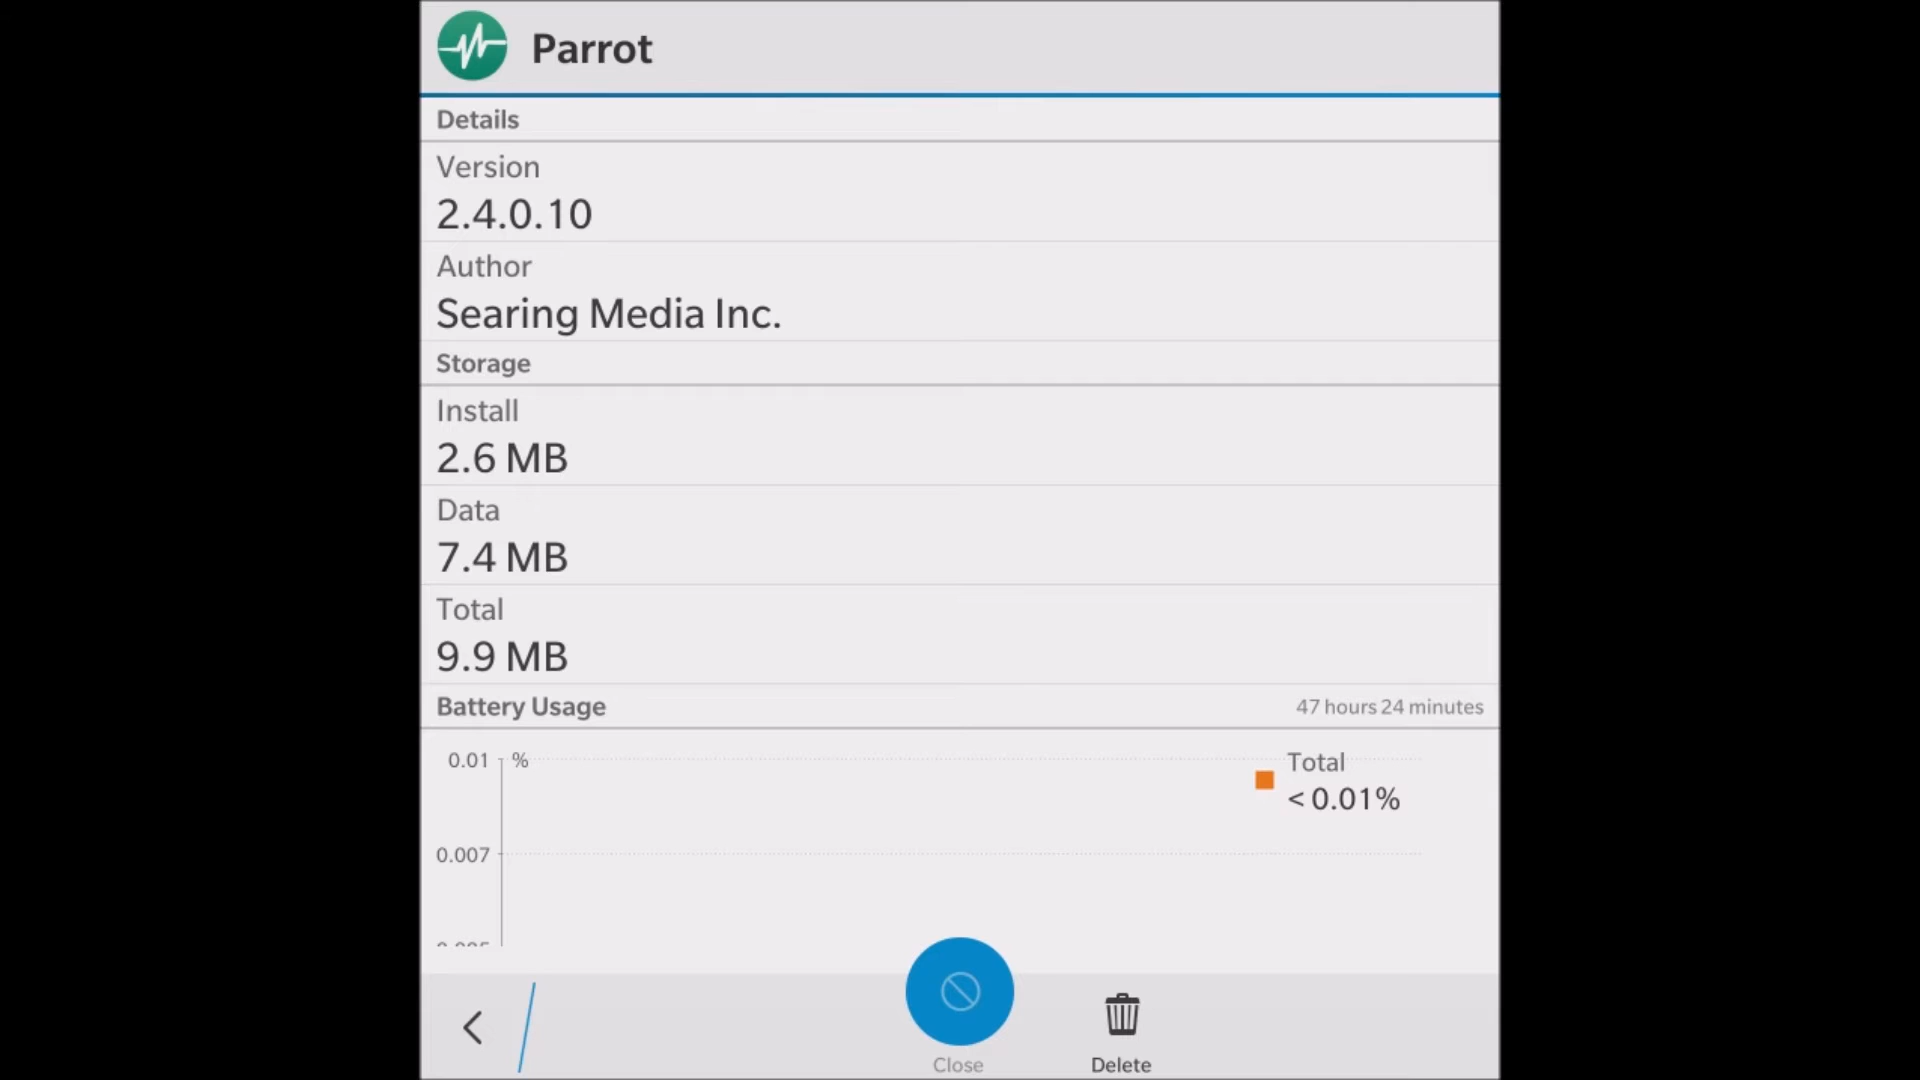 Parrot
Details
Version
2.4.0.10
Author
Searing Media Inc.
Storage
Install
2.6 MB
Data
7.4 MB
Total
9.9 MB
Battery Usage 47 hours 24 minutes
0.01 % Total
< 0.01%
0.007
Close Delete